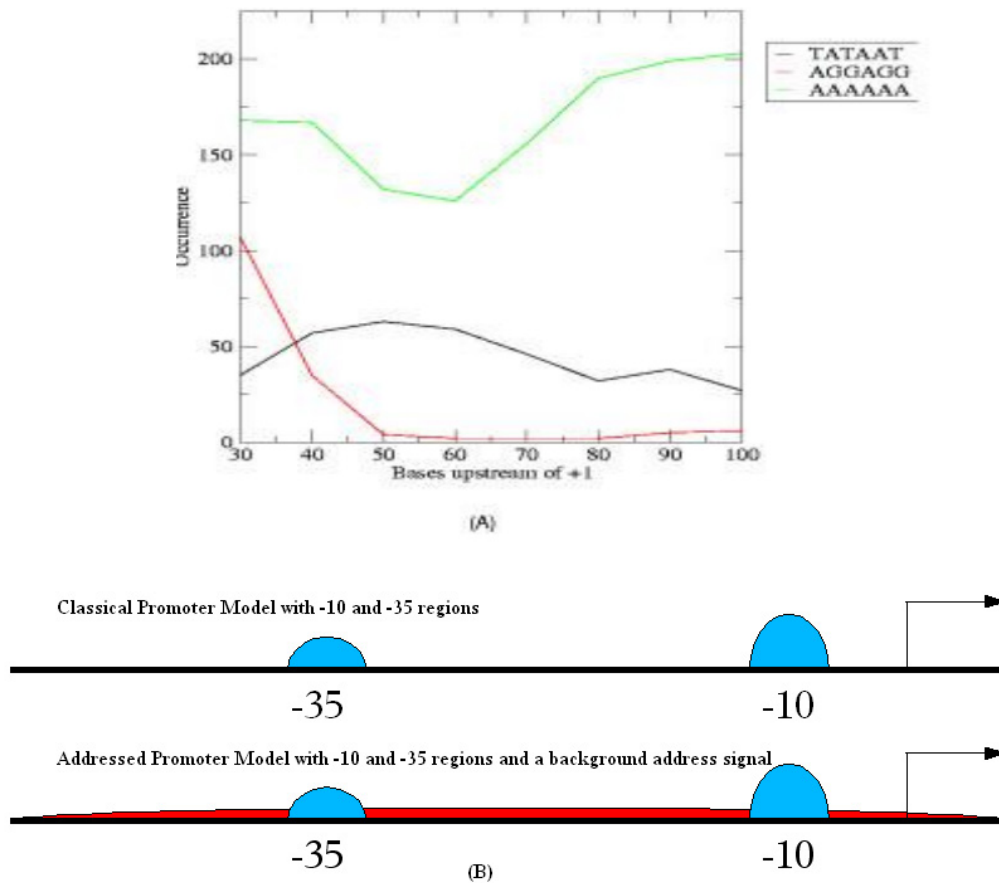 200
150
100
50
0
Occurrence
30 40 50 60 70 80 90 100
Bases upstream of +1
TATAAT
AGGAGG
AAAAAA
(A)
Classical Promoter Model with -10 and -35 regions
-35 -10
Addressed Promoter Model with -10 and -35 regions and a background address signal
-35 -10
(B)